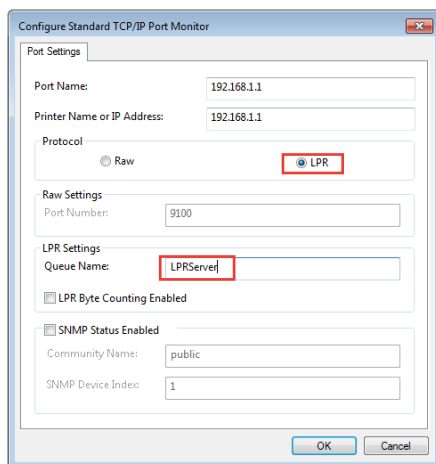 Configure Standard TCP/IP Port Monitor
Port Settings
Port Name: 192.168.1.1
Printer Name or IP Address: 192.168.1.1
Protocol
Raw LPR
Raw Settings
Port Number: 9100
LPR Settings
Queue Name: LPRServer
LPR Byte Counting Enabled
SNMP Status Enabled
Community Name: public
SNMP Device Index: 1
OK Cancel